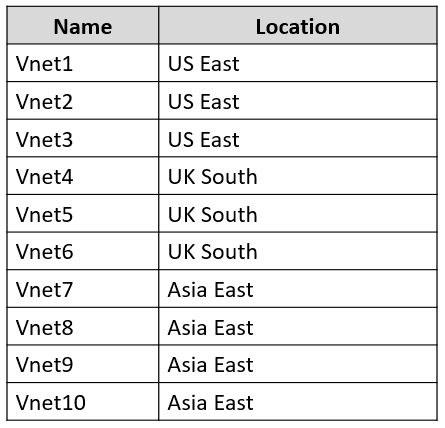 Name Location
Vnet1 US East
Vnet2 US East
Vnet3 US East
Vnet4 UK South
Vnet5 UK South
Vnet6 UK South
Vnet7 Asia East
Vnet8 Asia East
Vnet9 Asia East
Vnet10 Asia East